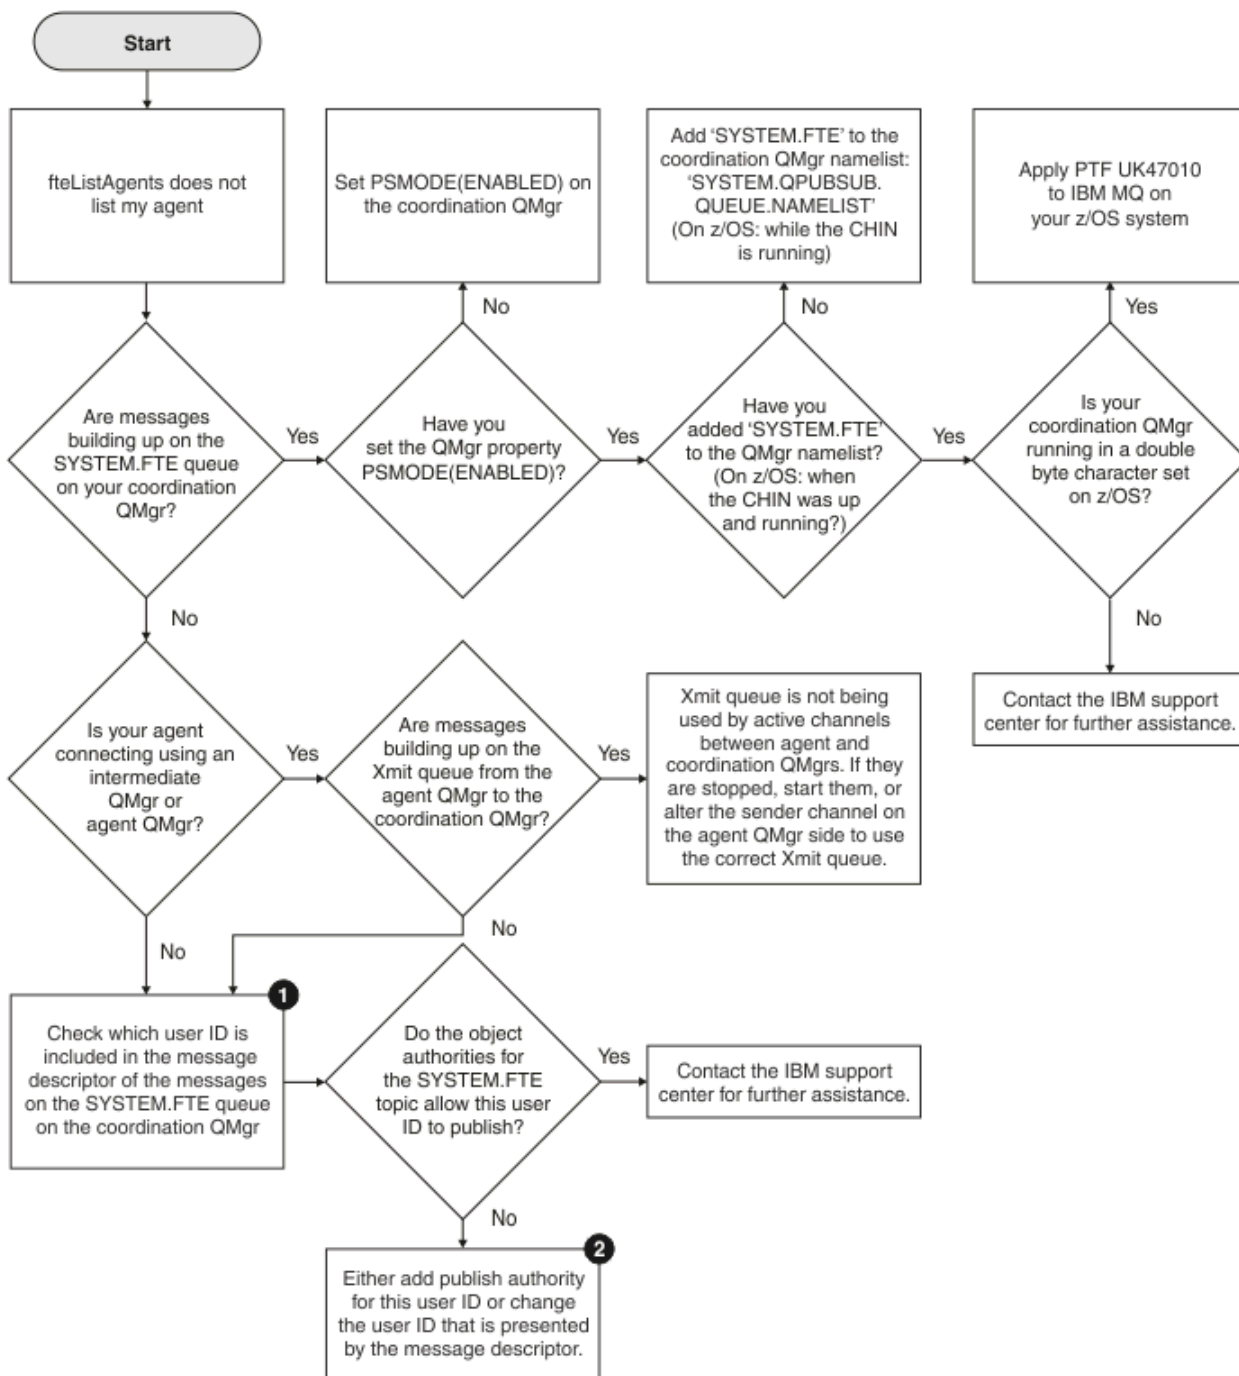 Start
fteListAgents does not
list my agent
Set PSMODE(ENABLED) on
the coordination QMgr
Add ‘SYSTEM.FTE’ to the
coordination QMgr namelist:
‘SYSTEM.QPUBSUB.
QUEUE.NAMELIST’
(On z/OS: while the CHIN
is running)
Apply PTF UK47010
to IBM MQ on
your z/OS system
No
No
Yes
Are messages
building up on the
SYSTEM.FTE queue
on your coordination
QMgr?
Yes
Have you
set the QMgr property
PSMODE(ENABLED)?
Yes
Have you
added ‘SYSTEM.FTE’
to the QMgr namelist?
(On z/OS: when
the CHIN was up
and running?)
Yes
Is your
coordination QMgr
running in a double
byte character set
on z/OS?
No
No
Is your agent
connecting using an
intermediate
QMgr or
agent QMgr?
Yes
Are messages
building up on the
Xmit queue from the
agent QMgr to the
coordination QMgr?
Yes
Xmit queue is not being
used by active channels
between agent and
coordination QMgrs. If they
are stopped, start them, or
alter the sender channel on
the agent QMgr side to use
the correct Xmit queue.
Contact the IBM support
center for further assistance.
No
No
1
Check which user ID is
included in the message
descriptor of the messages
on the SYSTEM.FTE queue
on the coordination QMgr
Do the object
authorities for
the SYSTEM.FTE
topic allow this user
ID to publish?
Yes
Contact the IBM support
center for further assistance.
No
2
Either add publish authority
for this user ID or change
the user ID that is presented
by the message descriptor.